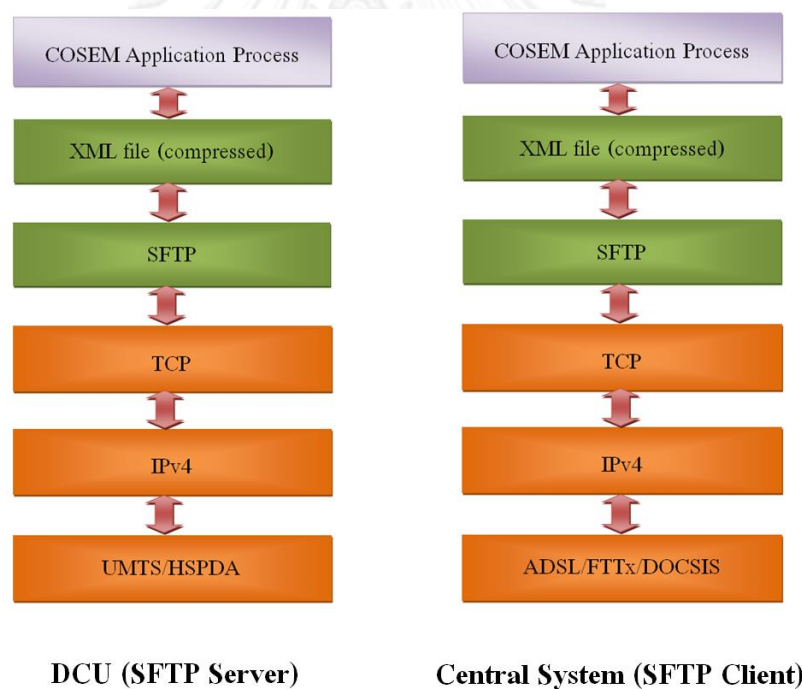 COSEM Application Process
XML file (compressed)
SFTP
TCP
IPv4
UMTS/HSPDA
DCU (SFTP Server)
COSEM Application Process
XML file (compressed)
SFTP
TCP
IPv4
ADSL/FTTx/DOCSIS
Central System (SFTP Client)